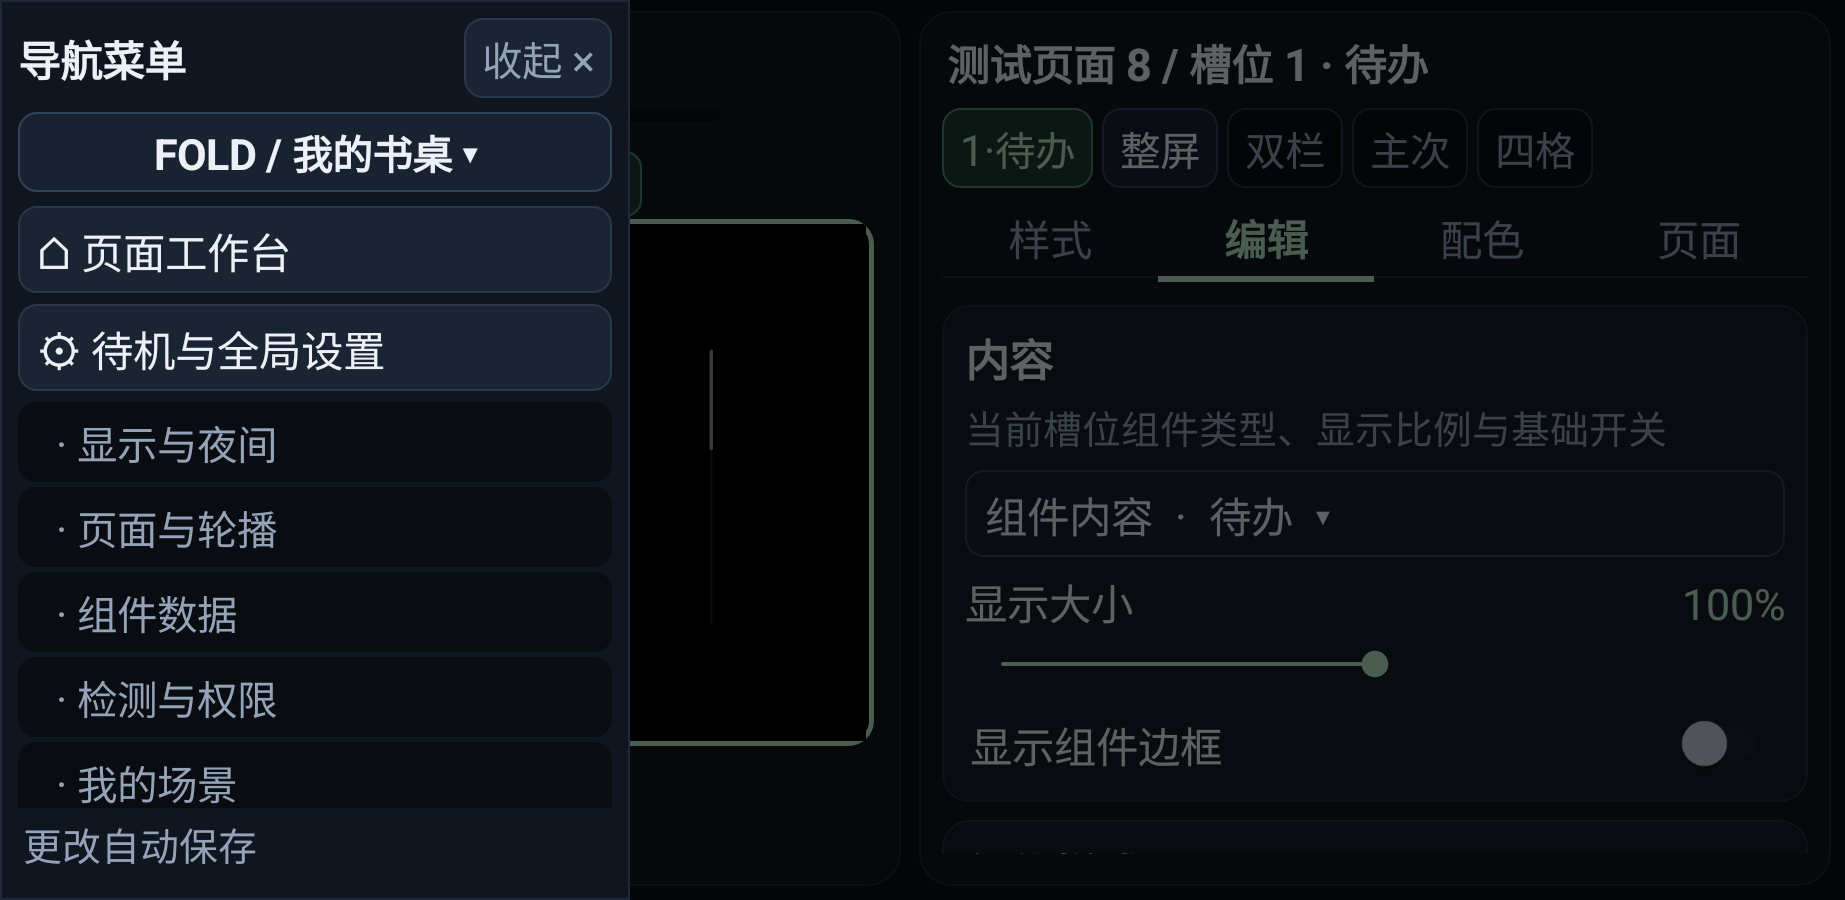 导航菜单
收起 ×
FOLD / 我的书桌 ▾
页面工作台
待机与全局设置
· 显示与夜间
· 页面与轮播
· 组件数据
· 检测与权限
· 我的场景
更改自动保存
测试页面 8 / 槽位 1 · 待办
1·待办 整屏 双栏 主次 四格
样式 编辑 配色 页面
内容
当前槽位组件类型、显示比例与基础开关
组件内容 · 待办 ▾
显示大小 100%
显示组件边框